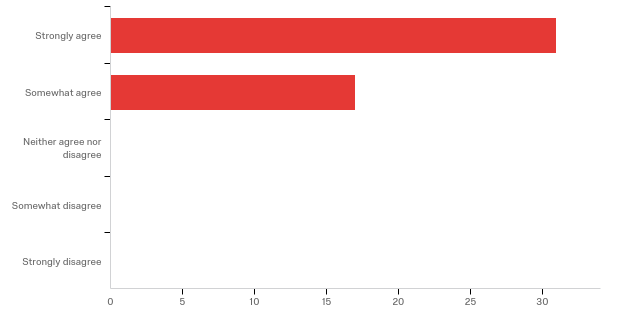 Strongly agree
Somewhat agree
Neither agree nor
disagree
Somewhat disagree
Strongly disagree
0 5 10 15 20 25 30